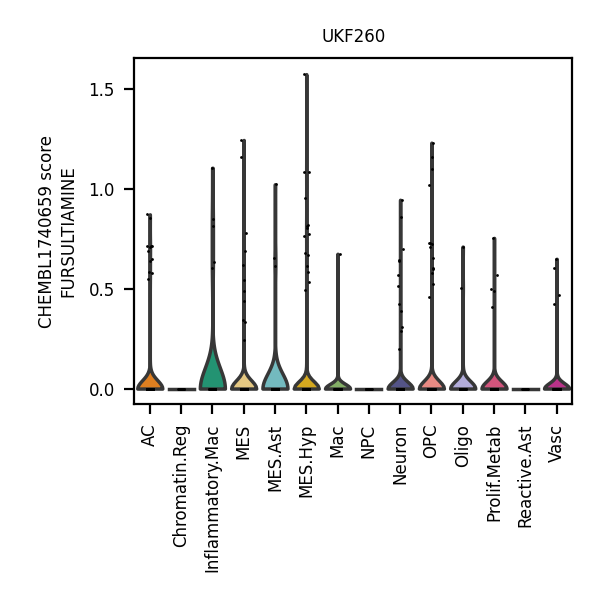 UKF260
CHEMBL1740659 score
FURSULTIAMINE
1.5
1.0
0.5
0.0
AC
Chromatin.Reg
Inflammatory.Mac
MES
MES.Ast
MES.Hyp
Mac
NPC
Neuron
OPC
Oligo
Prolif.Metab
Reactive.Ast
Vasc